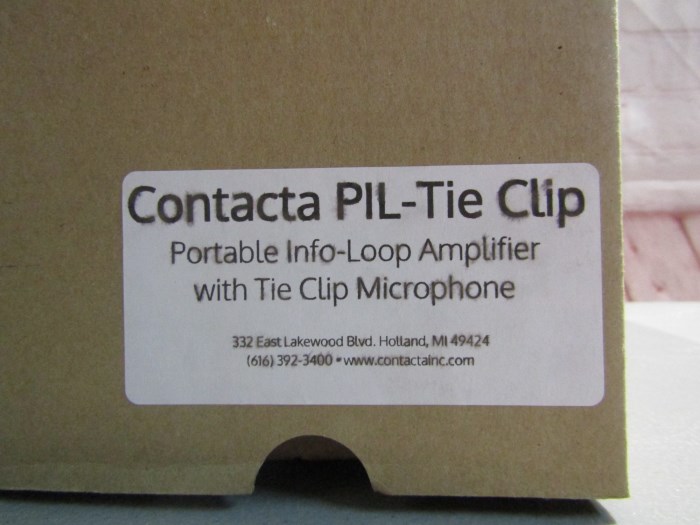 Contacta PIL-Tie Clip
Portable Info-Loop Amplifier
with Tie Clip Microphone
332 East Lakewood Blvd. Holland, MI 49424
(616) 392-3400 • www.contactainc.com